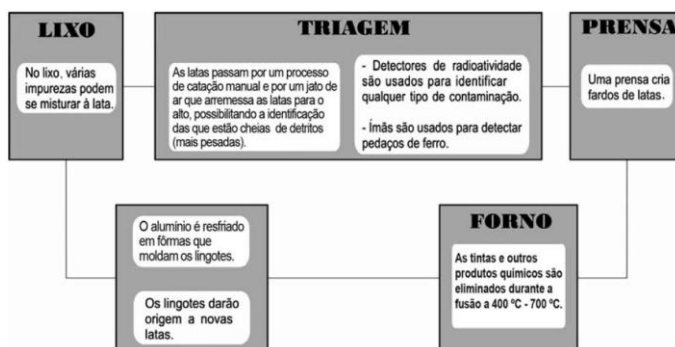 LIXO
No lixo, várias
impurezas podem
se misturar à lata.
TRIAGEM
As latas passam por um processo
de catação manual e por um jato de
ar que arremessa as latas para o
alto, possibilitando a identificação
das que estão cheias de detritos
(mais pesadas).
- Detectores de radioatividade
são usados para identificar
qualquer tipo de contaminação.
- Ímãs são usados para detectar
pedaços de ferro.
PRENSA
Uma prensa cria
fardos de latas.
FORNO
As tintas e outros
produtos químicos são
eliminados durante a
fusão a 400 ºC - 700 ºC.
O alumínio é resfriado
em fôrmas que
moldam os lingotes.
Os lingotes darão
origem a novas
latas.